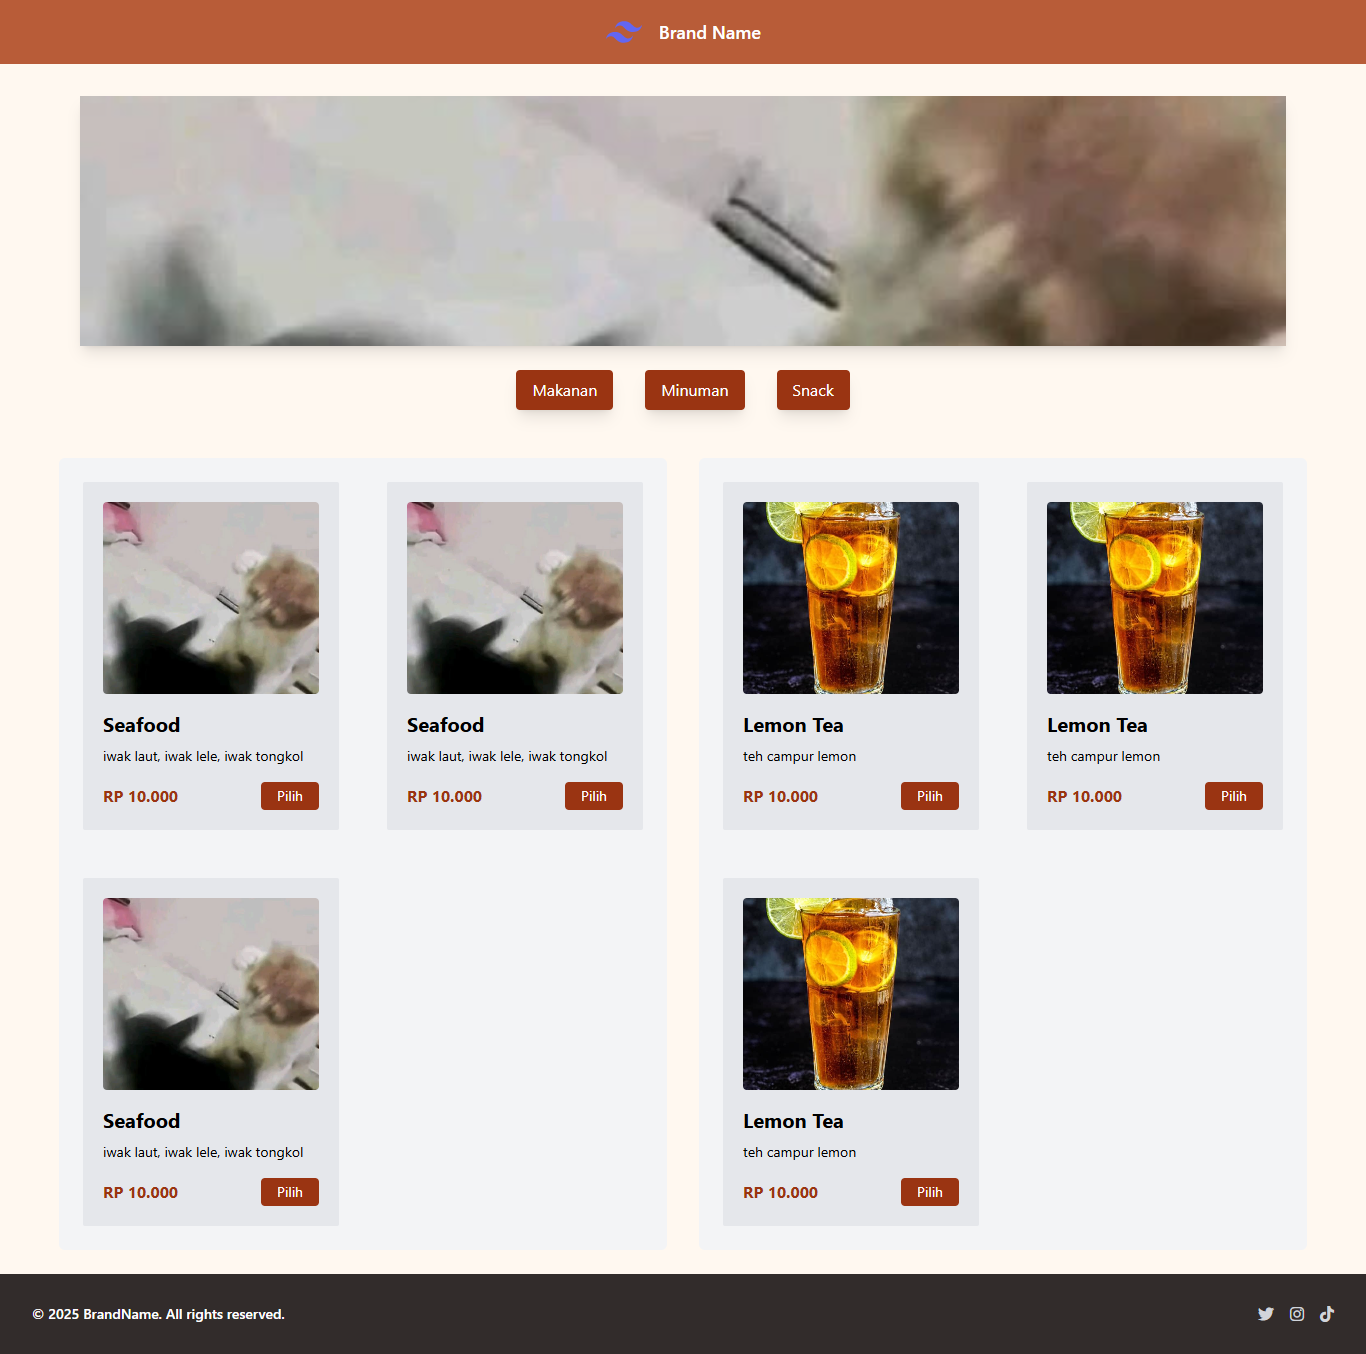 Brand Name
Makanan
Minuman
Snack
Seafood
iwak laut, iwak lele, iwak tongkol
RP 10.000
Pilih
Seafood
iwak laut, iwak lele, iwak tongkol
RP 10.000
Pilih
Lemon Tea
teh campur lemon
RP 10.000
Pilih
Lemon Tea
teh campur lemon
RP 10.000
Pilih
Seafood
iwak laut, iwak lele, iwak tongkol
RP 10.000
Pilih
Lemon Tea
teh campur lemon
RP 10.000
Pilih
© 2025 BrandName. All rights reserved.